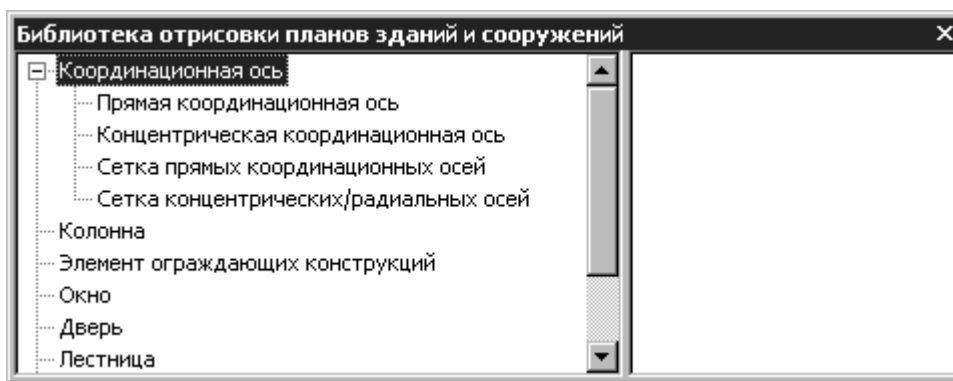 Библиотека отрисовки планов зданий и сооружений
Координационная ось
Прямая координационная ось
Концентрическая координационная ось
Сетка прямых координационных осей
Сетка концентрических/радиальных осей
Колонна
Элемент ограждающих конструкций
Окно
Дверь
Лестница